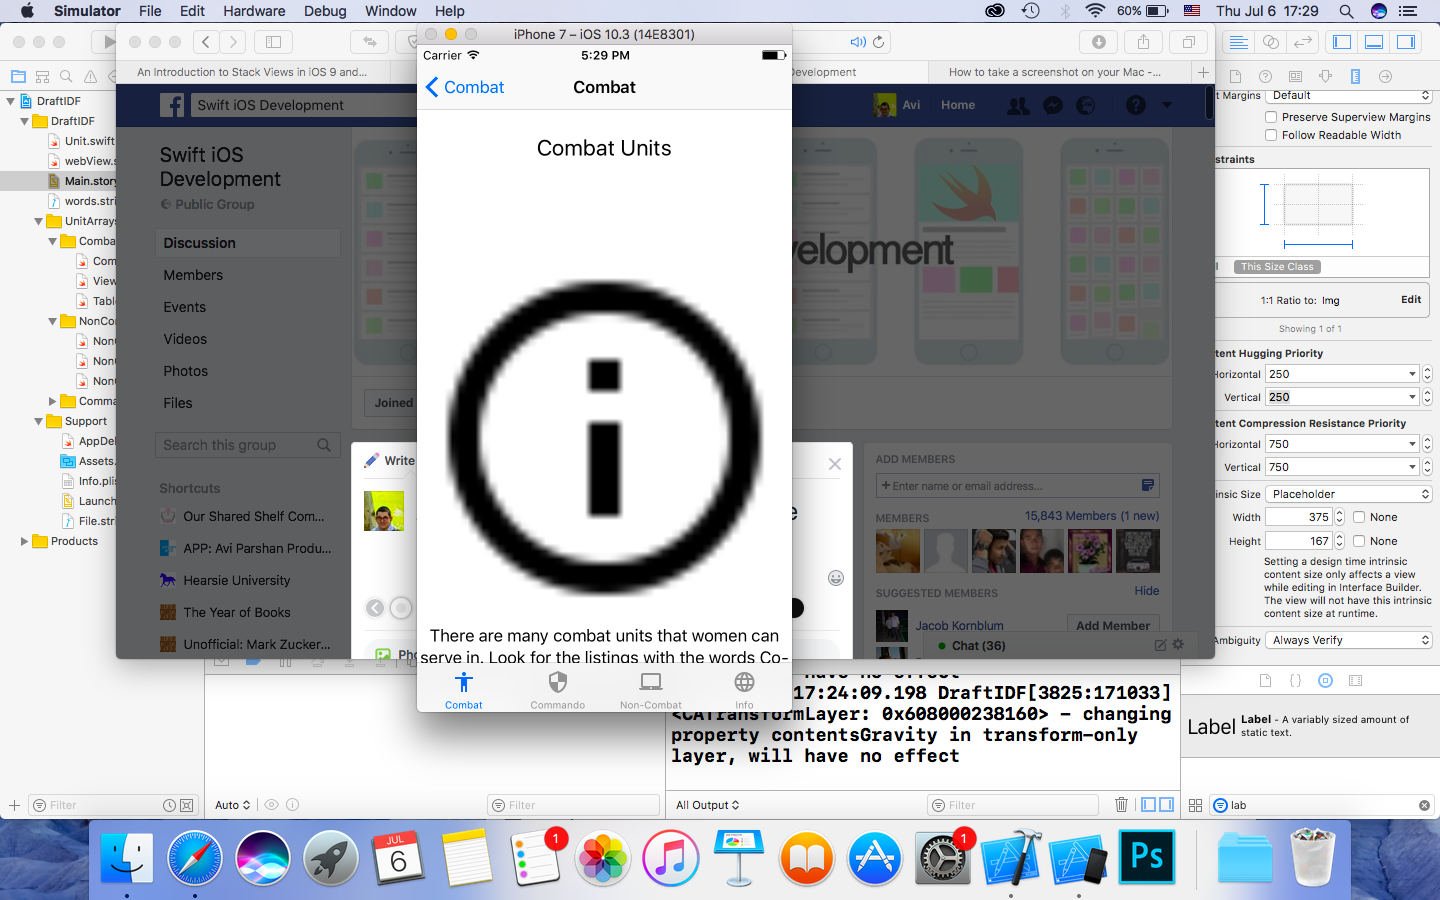 Simulator File Edit Hardware Debug Window Help
60% Thu Jul 6 17:29
iPhone 7 – iOS 10.3 (14E8301)
An Introduction to Stack Views in iOS 9 and...
Development
How to take a screenshot on your Mac -...
Carrier 5:29 PM
Combat
Combat
Combat Units
There are many combat units that women can
serve in. Look for the listings with the words Co-
Combat
Commando
Non-Combat
Info
DraftIDF
DraftIDF
Unit.swift
webView.s
Main.story
words.stri
UnitArrays
Comba
Com
View
Table
NonCo
Non
Non
Non
Comma
Support
AppDel
Assets.
Info.plis
Launch
File.stri
Products
Filter
Swift iOS Development
Avi
Home
Swift iOS
Development
Public Group
Discussion
Members
Events
Videos
Photos
Files
Search this group
Shortcuts
Our Shared Shelf Com...
APP: Avi Parshan Produ...
Hearsie University
The Year of Books
Unofficial: Mark Zucker...
velopment
Joined
Write
e
Pho
ADD MEMBERS
+ Enter name or email address...
MEMBERS
15,843 Members (1 new)
SUGGESTED MEMBERS
Hide
Jacob Kornblum
Add Member
Chat (36)
t Margins Default
Preserve Superview Margins
Follow Readable Width
straints
l This Size Class
1:1 Ratio to: Img Edit
Showing 1 of 1
tent Hugging Priority
Horizontal 250
Vertical 250
tent Compression Resistance Priority
Horizontal 750
Vertical 750
insic Size Placeholder
Width 375 None
Height 167 None
Setting a design time intrinsic
content size only affects a view
while editing in Interface Builder.
The view will not have this intrinsic
content size at runtime.
Ambiguity Always Verify
Label
Label - A variably sized amount of
static text.
lab
have no effect
17:24:09.198 DraftIDF[3825:171033]
<CATransformLayer: 0x608000238160> - changing
property contentsGravity in transform-only
layer, will have no effect
Auto
Filter
All Output
Filter
JUL
6
1
1
Ps